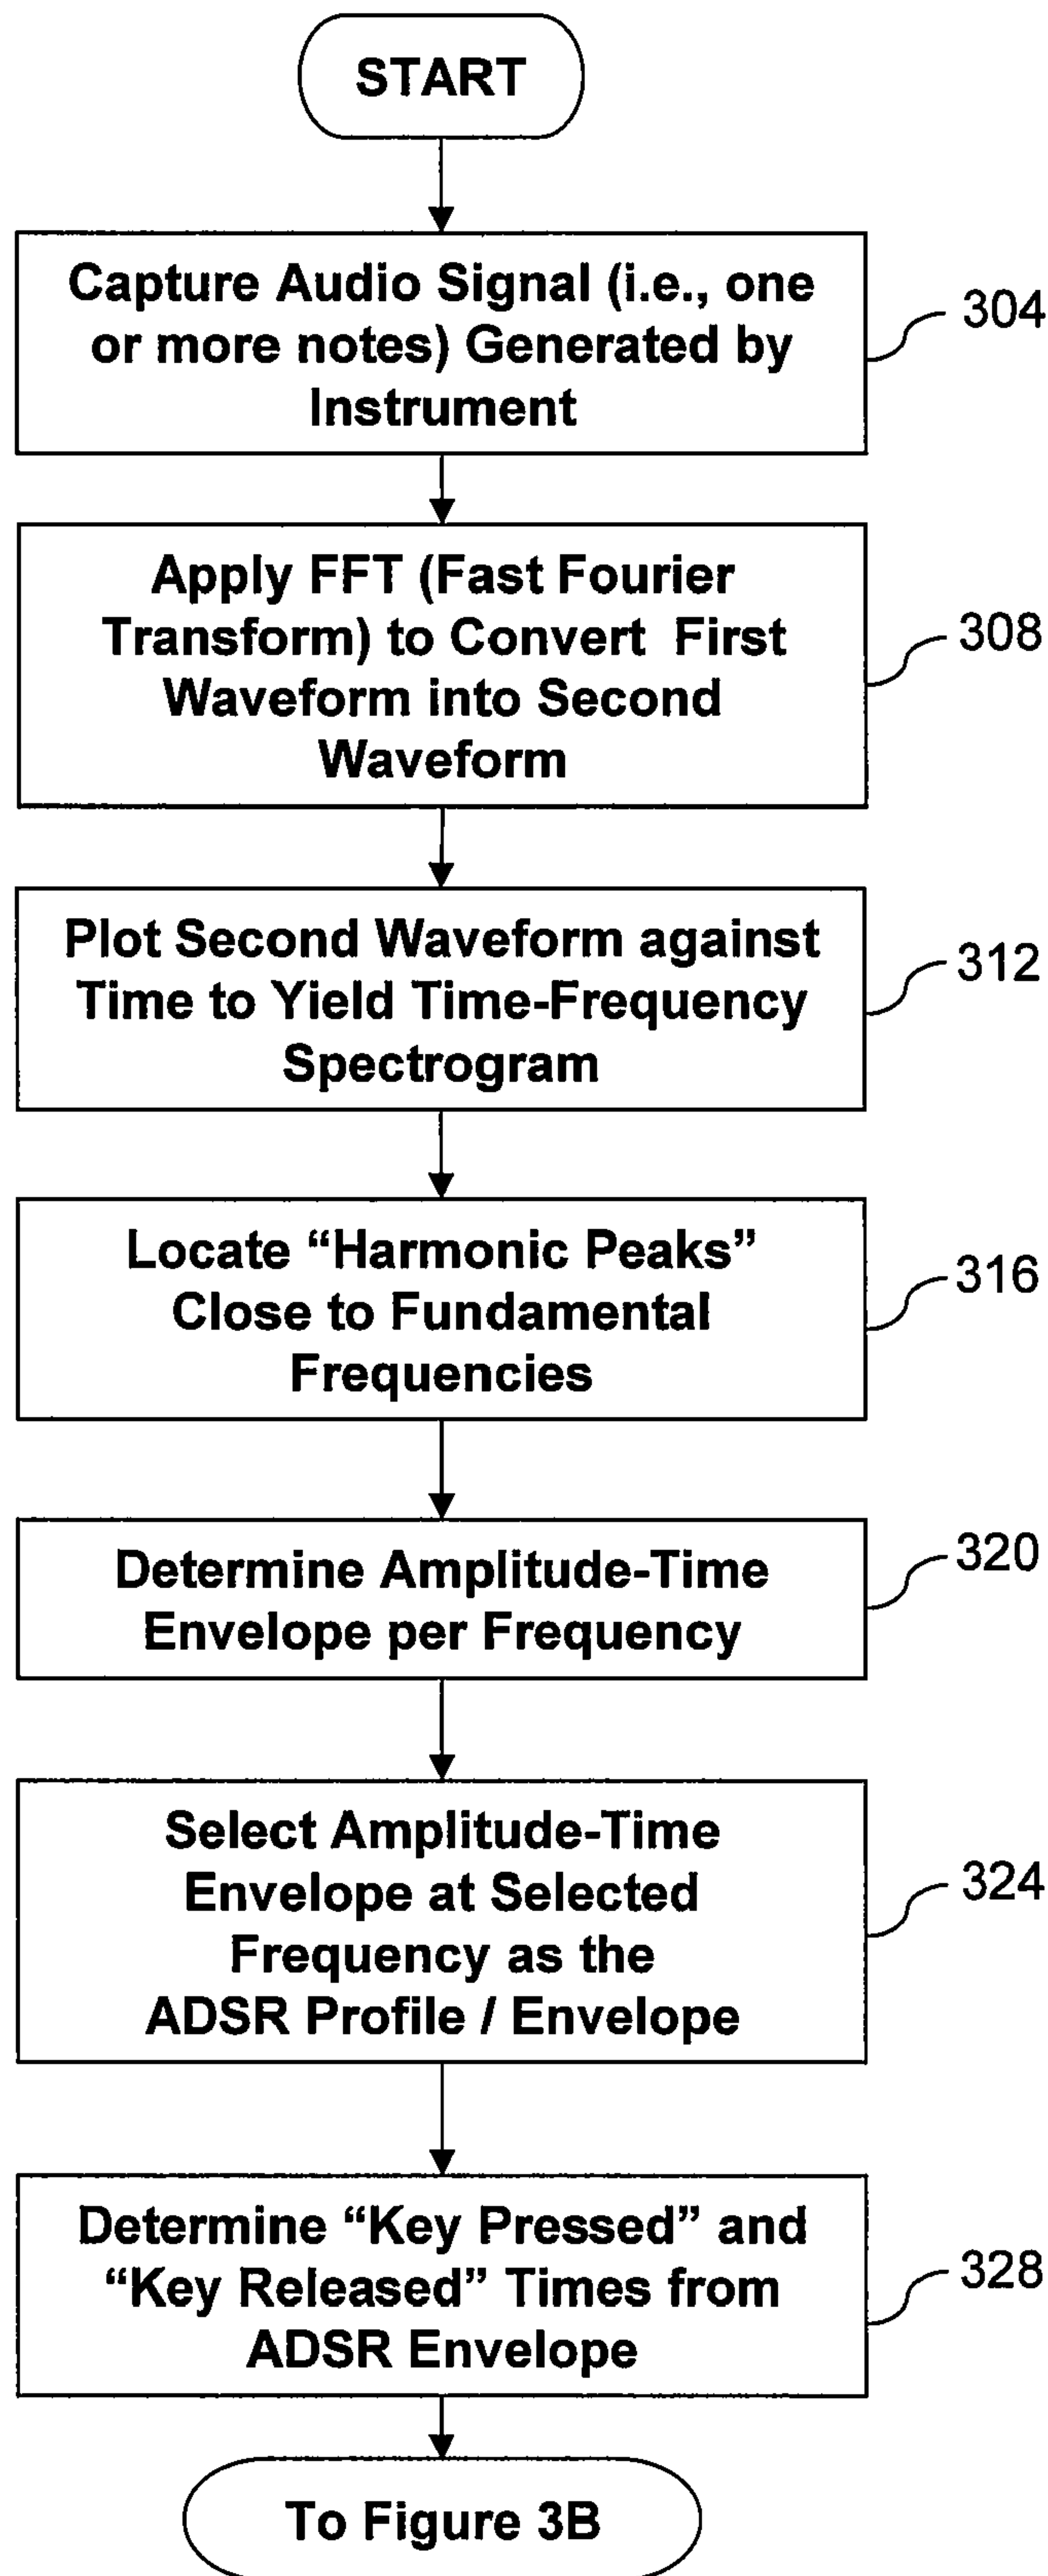 START
Capture Audio Signal (i.e., one
or more notes) Generated by
Instrument
304
Apply FFT (Fast Fourier
Transform) to Convert First
Waveform into Second
Waveform
308
Plot Second Waveform against
Time to Yield Time-Frequency
Spectrogram
312
Locate “Harmonic Peaks”
Close to Fundamental
Frequencies
316
Determine Amplitude-Time
Envelope per Frequency
320
Select Amplitude-Time
Envelope at Selected
Frequency as the
ADSR Profile / Envelope
324
Determine “Key Pressed” and
“Key Released” Times from
ADSR Envelope
328
To Figure 3B